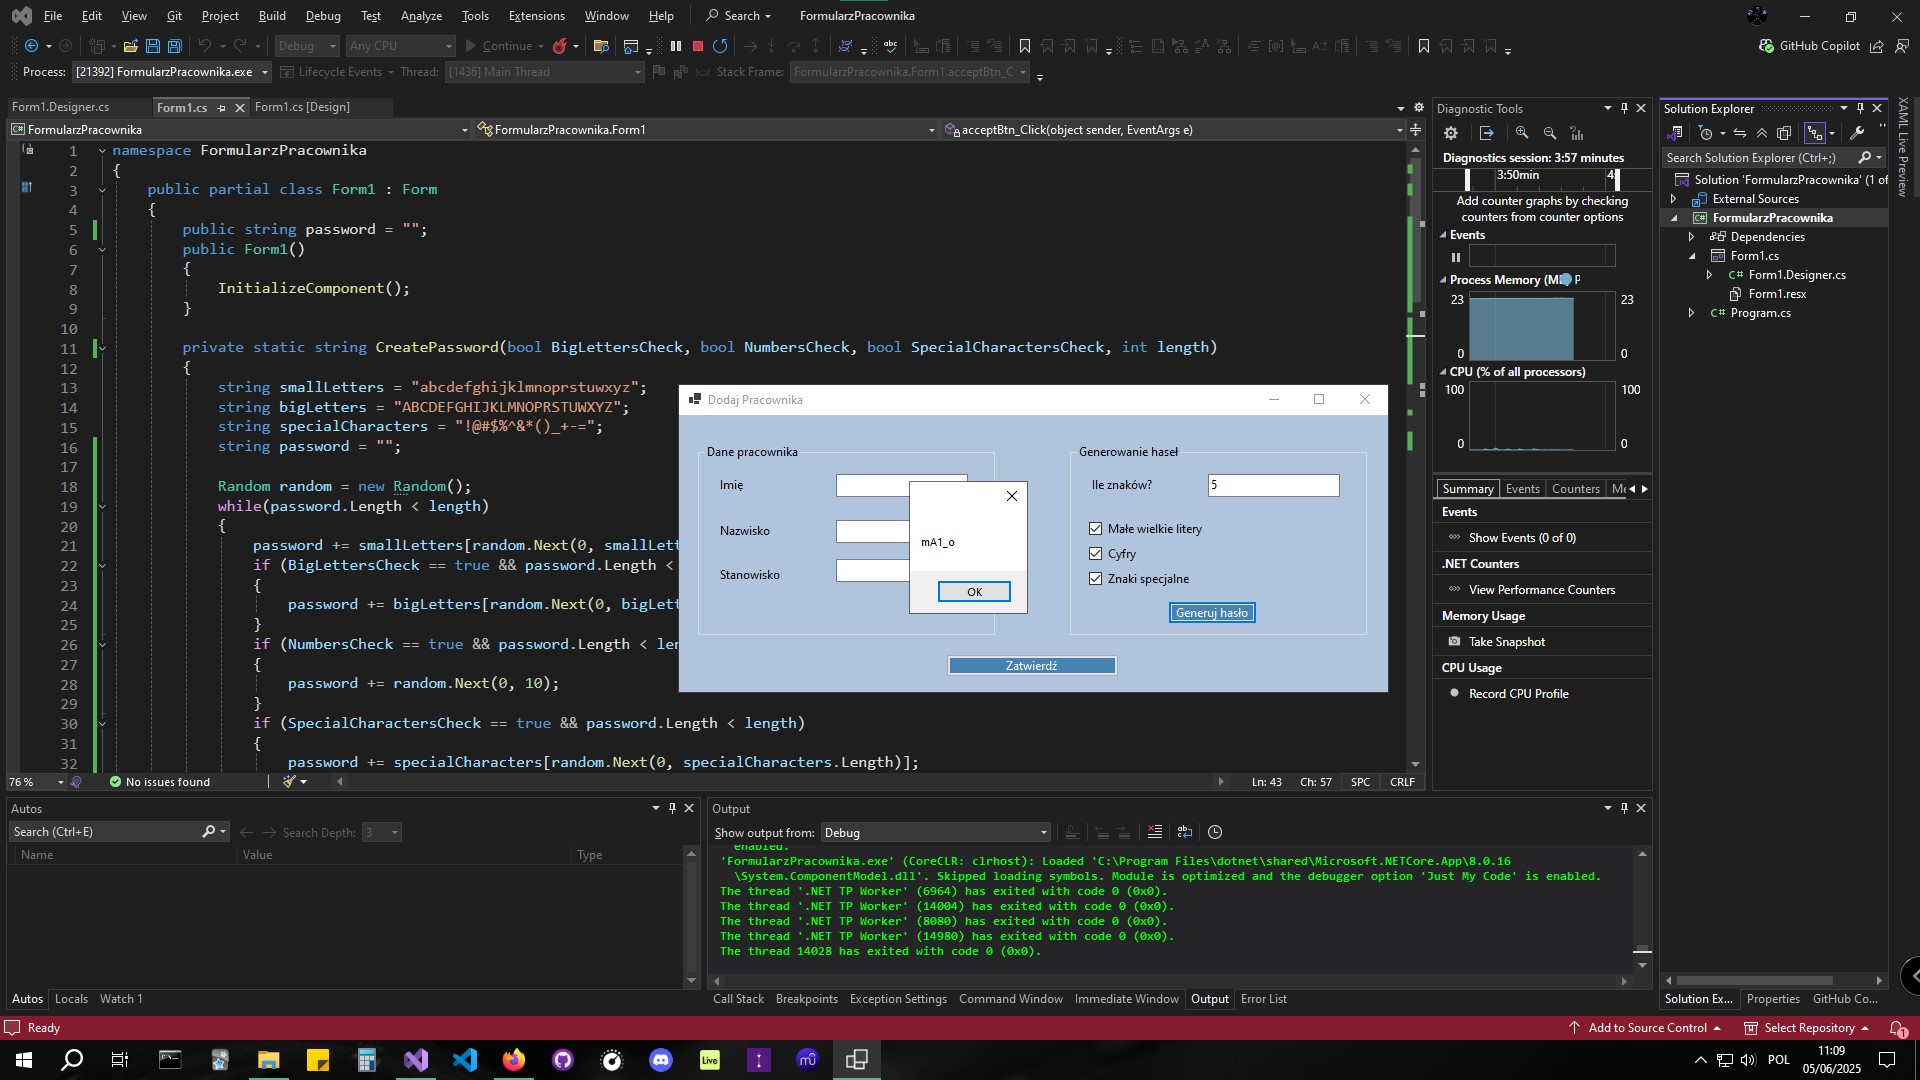 File Edit View Git Project Build Debug Test Analyze Tools Extensions Window Help Search FormularzPracownika
Debug Any CPU Continue GitHub Copilot
Process: [21392] FormularzPracownika.exe Lifecycle Events Thread: [1436] Main Thread Stack Frame: FormularzPracownika.Form1.acceptBtn_C
Form1.Designer.cs Form1.cs Form1.cs [Design]
FormularzPracownika FormularzPracownika.Form1 acceptBtn_Click(object sender, EventArgs e)
1 namespace FormularzPracownika
2 {
3 public partial class Form1 : Form
4 {
5 public string password = "";
6 public Form1()
7 {
8 InitializeComponent();
9 }
10
11 private static string CreatePassword(bool BigLettersCheck, bool NumbersCheck, bool SpecialCharactersCheck, int length)
12 {
13 string smallLetters = "abcdefghijklmnoprstuwxyz";
14 string bigLetters = "ABCDEFGHIJKLMNOPRSTUWXYZ";
15 string specialCharacters = "!@#$%^&*()_+-=";
16 string password = "";
17
18 Random random = new Random();
19 while(password.Length < length)
20 {
21 password += smallLetters[random.Next(0, smallLett
22 if (BigLettersCheck == true && password.Length <
23 {
24 password += bigLetters[random.Next(0, bigLett
25 }
26 if (NumbersCheck == true && password.Length < len
27 {
28 password += random.Next(0, 10);
29 }
30 if (SpecialCharactersCheck == true && password.Length < length)
31 {
32 password += specialCharacters[random.Next(0, specialCharacters.Length)];
76 % No issues found Ln: 43 Ch: 57 SPC CRLF
Dodaj Pracownika
Dane pracownika
Imię
Nazwisko
Stanowisko
mA1_o
OK
Generowanie haseł
Ile znaków? 5
Małe wielkie litery
Cyfry
Znaki specjalne
Generuj hasło
Zatwierdź
Diagnostic Tools
Diagnostics session: 3:57 minutes
3:50min 4:
Add counter graphs by checking
counters from counter options
Events
Process Memory (M P
23 23
0 0
CPU (% of all processors)
100 100
0 0
Summary Events Counters Me
Events
Show Events (0 of 0)
.NET Counters
View Performance Counters
Memory Usage
Take Snapshot
CPU Usage
Record CPU Profile
Solution Explorer
Search Solution Explorer (Ctrl+;)
Solution 'FormularzPracownika' (1 of
External Sources
FormularzPracownika
Dependencies
Form1.cs
Form1.Designer.cs
Form1.resx
Program.cs
XAML Live Preview
Autos
Search (Ctrl+E) Search Depth: 3
Name Value Type
Autos Locals Watch 1
Output
Show output from: Debug
enabled.
'FormularzPracownika.exe' (CoreCLR: clrhost): Loaded 'C:\Program Files\dotnet\shared\Microsoft.NETCore.App\8.0.16
\System.ComponentModel.dll'. Skipped loading symbols. Module is optimized and the debugger option 'Just My Code' is enabled.
The thread '.NET TP Worker' (6964) has exited with code 0 (0x0).
The thread '.NET TP Worker' (14004) has exited with code 0 (0x0).
The thread '.NET TP Worker' (8080) has exited with code 0 (0x0).
The thread '.NET TP Worker' (14980) has exited with code 0 (0x0).
The thread 14028 has exited with code 0 (0x0).
Call Stack Breakpoints Exception Settings Command Window Immediate Window Output Error List
Solution Ex... Properties GitHub Co...
Ready Add to Source Control Select Repository 1
Live mū POL 11:09
05/06/2025